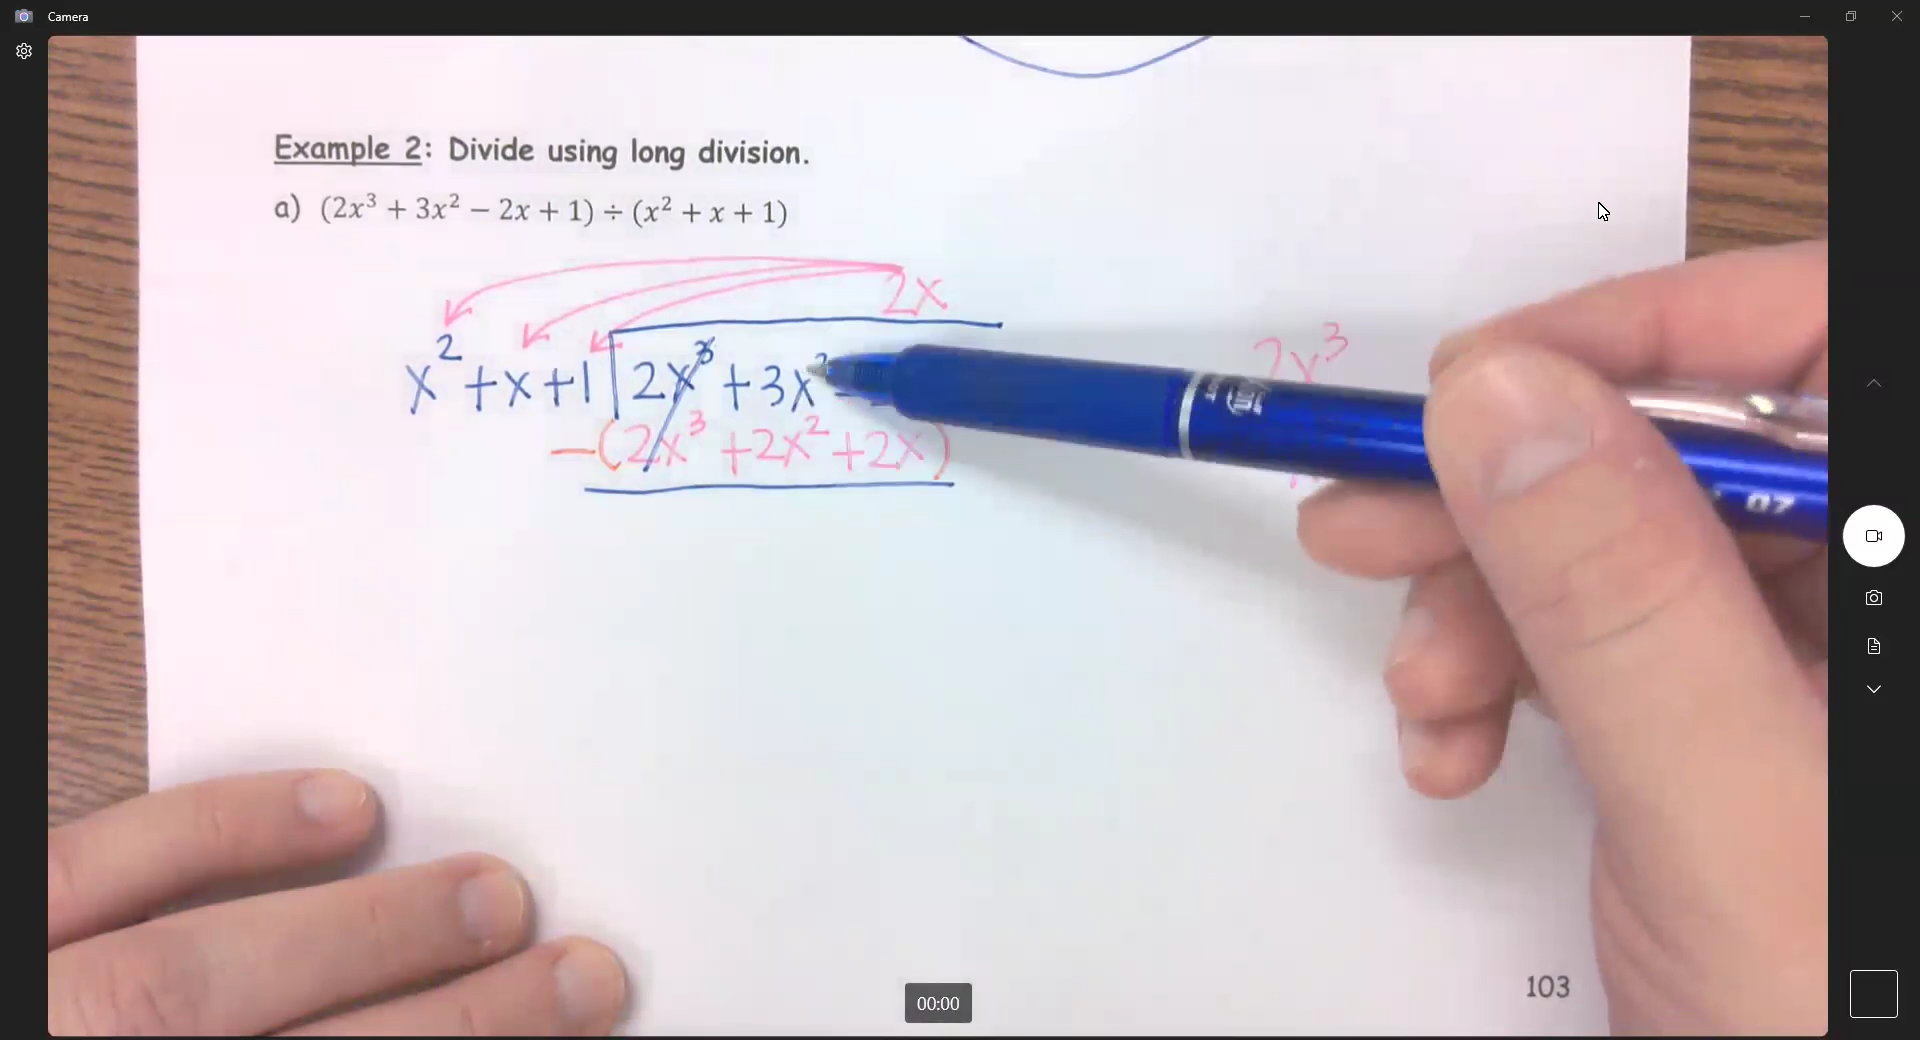 Camera
Example 2: Divide using long division.
a) (2x³ + 3x² − 2x + 1) ÷ (x² + x + 1)
2x
x² + x + 1 2x³ + 3x²
2x³
−(2x³ + 2x² + 2x)
07
103
00:00